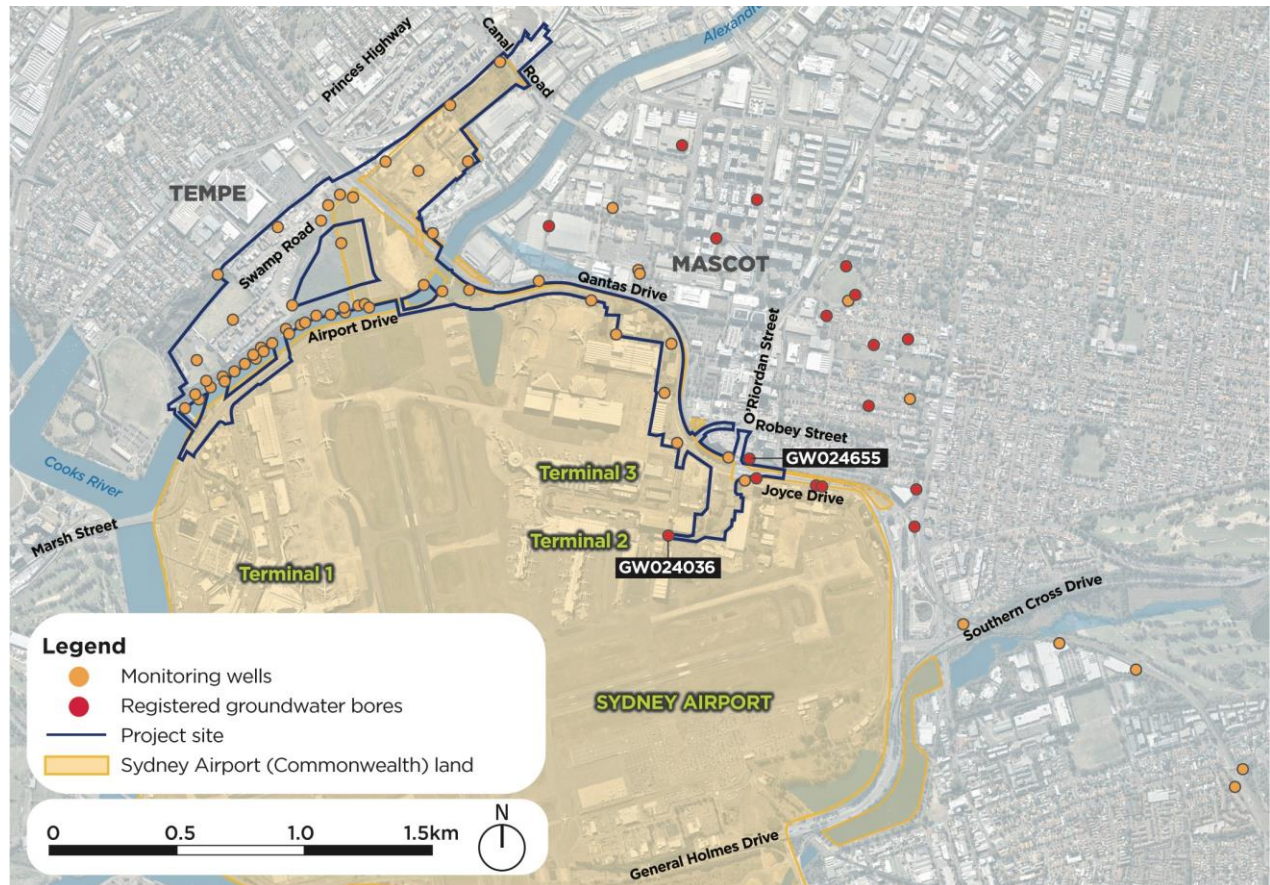 Princes Highway
Canal
Road
Alexandra
TEMPE
Swamp Road
MASCOT
Qantas Drive
Airport Drive
O'Riordan Street
Robey Street
GW024655
Joyce Drive
Cooks River
Marsh Street
Terminal 3
Terminal 2
GW024036
Terminal 1
Southern Cross Drive
SYDNEY AIRPORT
General Holmes Drive
Legend
Monitoring wells
Registered groundwater bores
Project site
Sydney Airport (Commonwealth) land
0 0.5 1.0 1.5km
N